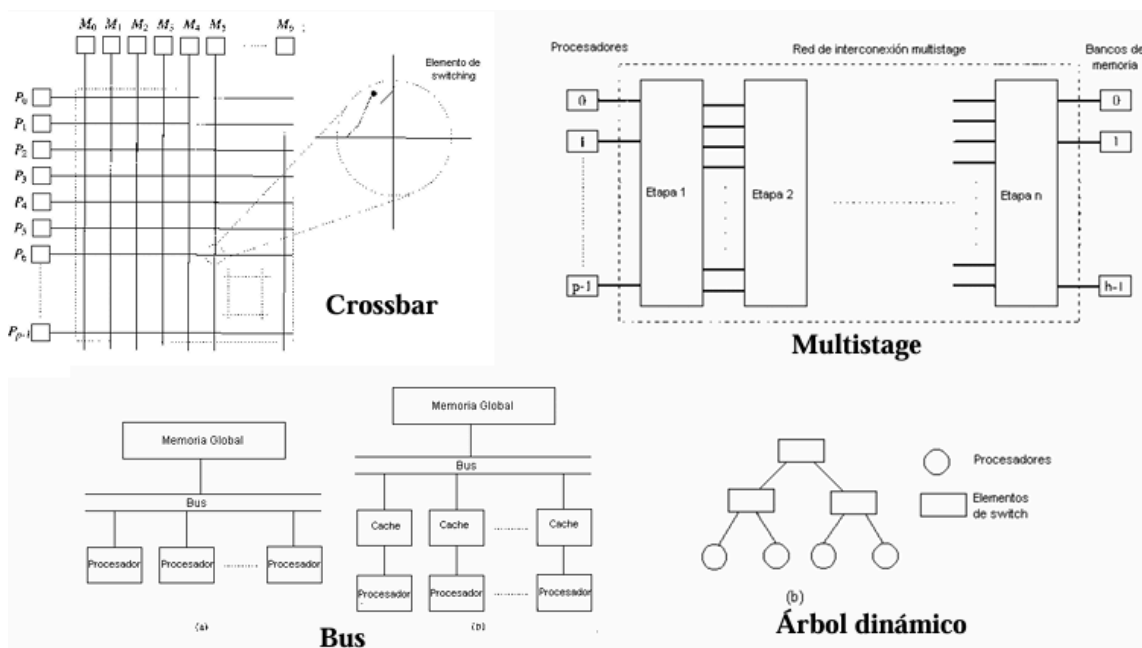 M0 M1 M2 M3 M4 M5 ...... M9
Elemento de
switching
P0
P1
P2
P3
P4
P5
P6
Pp-1
Crossbar
Procesadores
Red de interconexión multistage
Bancos de
memoria
0
0
1
Etapa 1
Etapa 2
Etapa n
p-1
Multistage
Memoria Global
Bus
Procesador Procesador ........ Procesador
(a)
Memoria Global
Bus
Cache Cache ........ Cache
Procesador Procesador ........ Procesador
Bus
Procesadores
Elementos
de switch
(b)
Árbol dinámico